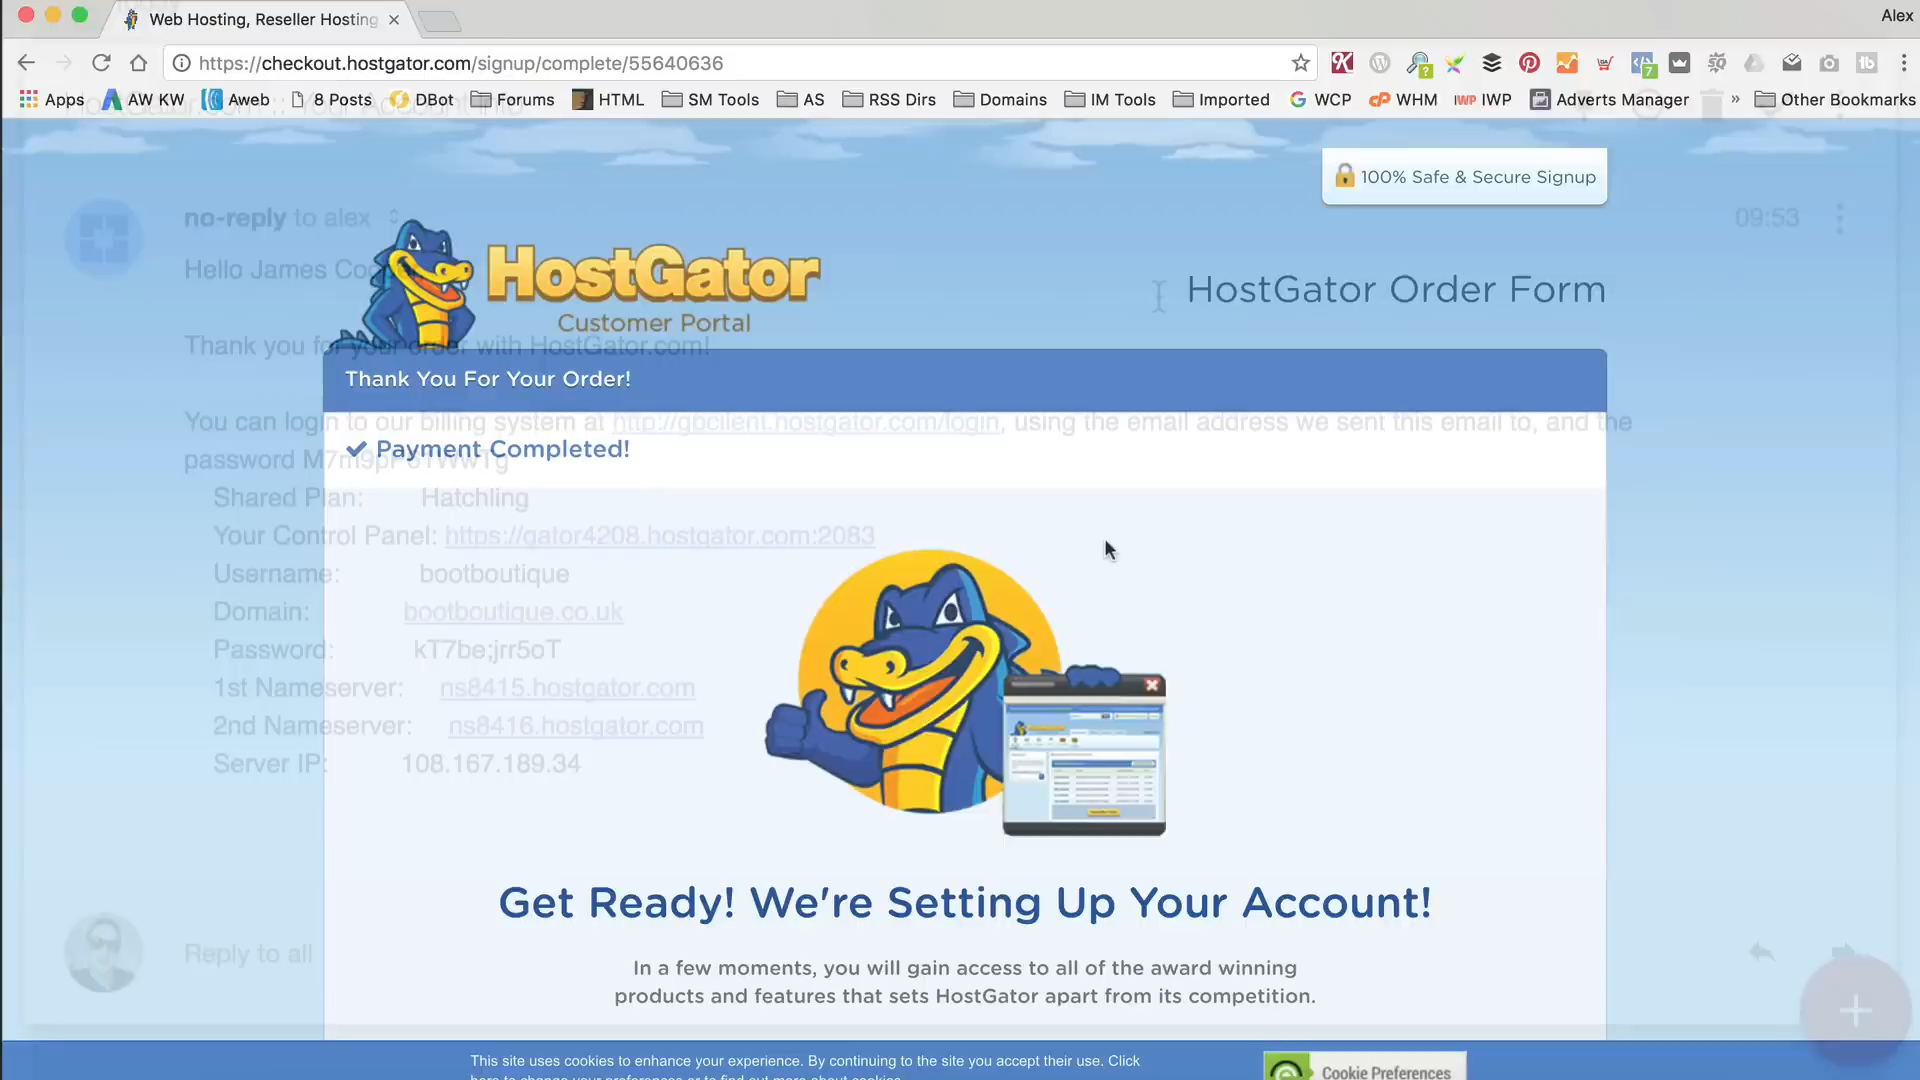 Web Hosting, Reseller Hosting
Alex
https://checkout.hostgator.com/signup/complete/55640636
Apps AW KW Aweb 8 Posts DBot Forums HTML SM Tools AS RSS Dirs Domains IM Tools Imported WCP WHM IWP IWP Adverts Manager » Other Bookmarks
100% Safe & Secure Signup
no-reply to alex
09:53
Hello James
HostGator
Customer Portal
HostGator Order Form
Thank you for your order with HostGator.com!
Thank You For Your Order!
You can login to our billing system at http://gbclient.hostgator.com/login, using the email address we sent this email to, and the
Payment Completed!
password
Shared Plan: Hatchling
Your Control Panel: https://gator4208.hostgator.com:2083
Username: bootboutique
Domain: bootboutique.co.uk
Password: kT7be;jrr5oT
1st Nameserver: ns8415.hostgator.com
2nd Nameserver: ns8416.hostgator.com
Server IP: 108.167.189.34
Get Ready! We're Setting Up Your Account!
Reply to all
In a few moments, you will gain access to all of the award winning
products and features that sets HostGator apart from its competition.
This site uses cookies to enhance your experience. By continuing to the site you accept their use. Click
Cookie Preferences